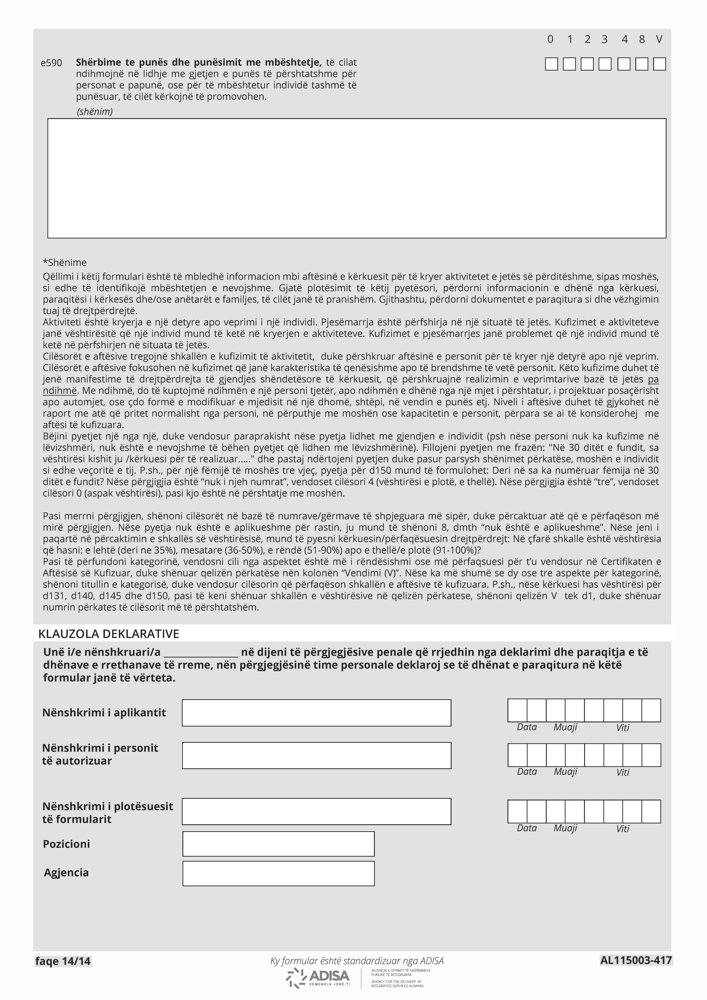 0 1 2 3 4 8 V
e590 Shërbime te punës dhe punësimit me mbështetje, të cilat
ndihmojnë në lidhje me gjetjen e punës të përshtatshme për
personat e papunë, ose për të mbështetur individë tashmë të
punësuar, të cilët kërkojnë të promovohen.
(shënim)
*Shënime
Qëllimi i këtij formulari është të mbledhë informacion mbi aftësinë e kërkuesit për të kryer aktivitetet e jetës së përditëshme, sipas moshës,
si edhe të identifikojë mbështetjen e nevojshme. Gjatë plotësimit të këtij pyetësori, përdorni informacionin e dhënë nga kërkuesi,
paraqitësi i kërkesës dhe/ose anëtarët e familjes, të cilët janë të pranishëm. Gjithashtu, përdorni dokumentet e paraqitura si dhe vëzhgimin
tuaj të drejtpërdrejtë.
Aktiviteti është kryerja e një detyre apo veprimi i një individi. Pjesëmarrja është përfshirja në një situatë të jetës. Kufizimet e aktiviteteve
janë vështirësitë që një individ mund të ketë në kryerjen e aktiviteteve. Kufizimet e pjesëmarrjes janë problemet që një individ mund të
ketë në përfshirjen në situata të jetës.
Cilësorët e aftësive tregojnë shkallën e kufizimit të aktivitetit, duke përshkruar aftësinë e personit për të kryer një detyrë apo një veprim.
Cilësorët e aftësive fokusohen në kufizimet që janë karakteristika të qenësishme apo të brendshme të vetë personit. Këto kufizime duhet të
jenë manifestime të drejtpërdrejta të gjendjes shëndetësore të kërkuesit, që përshkruajnë realizimin e veprimtarive bazë të jetës pa
ndihmë. Me ndihmë, do të kuptojmë ndihmën e një personi tjetër, apo ndihmën e dhënë nga një mjet i përshtatur, i projektuar posaçërisht
apo automjet, ose çdo formë e modifikuar e mjedisit në një dhomë, shtëpi, në vendin e punës etj. Niveli i aftësive duhet të gjykohet në
raport me atë që pritet normalisht nga personi, në përputhje me moshën ose kapacitetin e personit, përpara se ai të konsiderohej me
aftësi të kufizuara.
Bëjini pyetjet një nga një, duke vendosur paraprakisht nëse pyetja lidhet me gjendjen e individit (psh nëse personi nuk ka kufizime në
lëvizshmëri, nuk është e nevojshme të bëhen pyetjet që lidhen me lëvizshmërinë). Fillojeni pyetjen me frazën: "Në 30 ditët e fundit, sa
vështirësi kishit ju /kërkuesi për të realizuar....." dhe pastaj ndërtojeni pyetjen duke pasur parsysh shënimet përkatëse, moshën e individit
si edhe veçoritë e tij. P.sh., për një fëmijë të moshës tre vjeç, pyetja për d150 mund të formulohet: Deri në sa ka numëruar fëmija në 30
ditët e fundit? Nëse përgjigjia është “nuk i njeh numrat”, vendoset cilësori 4 (vështirësi e plotë, e thellë). Nëse përgjigjia është “tre”, vendoset
cilësori 0 (aspak vështirësi), pasi kjo është në përshtatje me moshën.
Pasi merrni përgjigjen, shënoni cilësorët në bazë të numrave/gërmave të shpjeguara më sipër, duke përcaktuar atë që e përfaqëson më
mirë përgjigjen. Nëse pyetja nuk është e aplikueshme për rastin, ju mund të shënoni 8, dmth “nuk është e aplikueshme”. Nëse jeni i
paqartë në përcaktimin e shkallës së vështirësisë, mund të pyesni kërkuesin/përfaqësuesin drejtpërdrejt: Në çfarë shkalle është vështirësia
që hasni: e lehtë (deri ne 35%), mesatare (36-50%), e rëndë (51-90%) apo e thellë/e plotë (91-100%)?
Pasi të përfundoni kategorinë, vendosni cili nga aspektet është më i rëndësishmi ose më përfaqsuesi për t’u vendosur në Certifikaten e
Aftësisë së Kufizuar, duke shënuar qelizën përkatëse nën kolonën “Vendimi (V)”. Nëse ka më shumë se dy ose tre aspekte për kategorinë,
shënoni titullin e kategorisë, duke vendosur cilësorin që përfaqëson shkallën e aftësive të kufizuara. P.sh., nëse kërkuesi has vështirësi për
d131, d140, d145 dhe d150, pasi të keni shënuar shkallën e vështirësive në qelizën përkatese, shënoni qelizën V tek d1, duke shënuar
numrin përkates të cilësorit më të përshtatshëm.
KLAUZOLA DEKLARATIVE
Unë i/e nënshkruari/a ______________ në dijeni të përgjegjësive penale që rrjedhin nga deklarimi dhe paraqitja e të
dhënave e rrethanave të rreme, nën përgjegjësinë time personale deklaroj se të dhënat e paraqitura në këtë
formular janë të vërteta.
Nënshkrimi i aplikantit
Data Muaji Viti
Nënshkrimi i personit
të autorizuar
Data Muaji Viti
Nënshkrimi i plotësuesit
të formularit
Data Muaji Viti
Pozicioni
Agjencia
faqe 14/14 Ky formular është standardizuar nga ADISA AL115003-417
ADISA
VËMENDJA JONË, TI
AGJENCIA E OFRIMIT TË SHËRBIMEVE
PUBLIKE TË INTEGRUARA
AGENCY FOR THE DELIVERY OF
INTEGRATED SERVICES ALBANIA